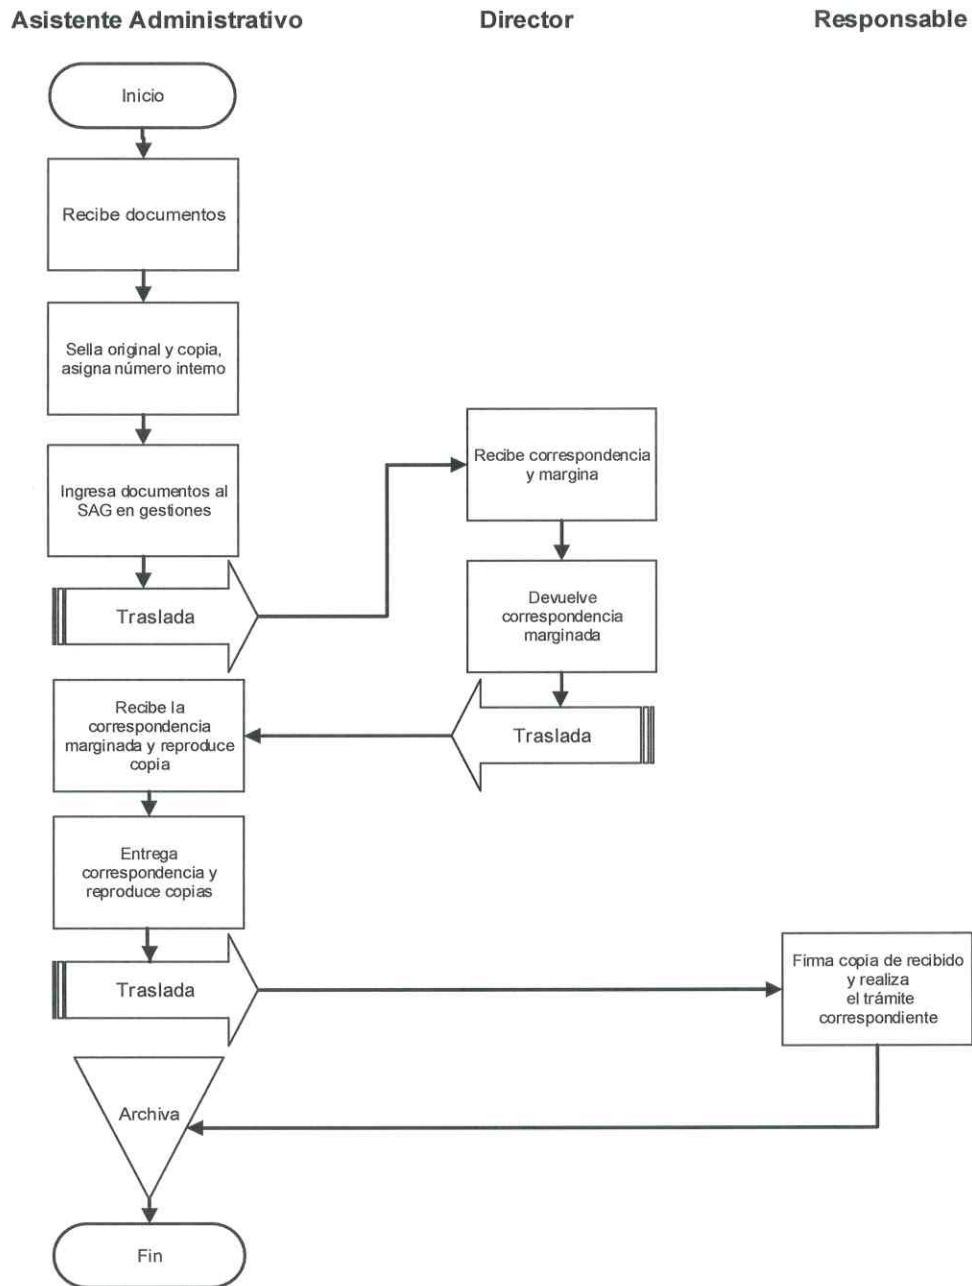 Asistente Administrativo
Director
Responsable
Inicio
Recibe documentos
Sella original y copia,
asigna número interno
Ingresa documentos al
SAG en gestiones
Traslada
Recibe correspondencia
y margina
Devuelve
correspondencia
marginada
Traslada
Recibe la
correspondencia
marginada y reproduce
copia
Entrega
correspondencia y
reproduce copias
Traslada
Firma copia de recibido
y realiza
el trámite
correspondiente
Archiva
Fin